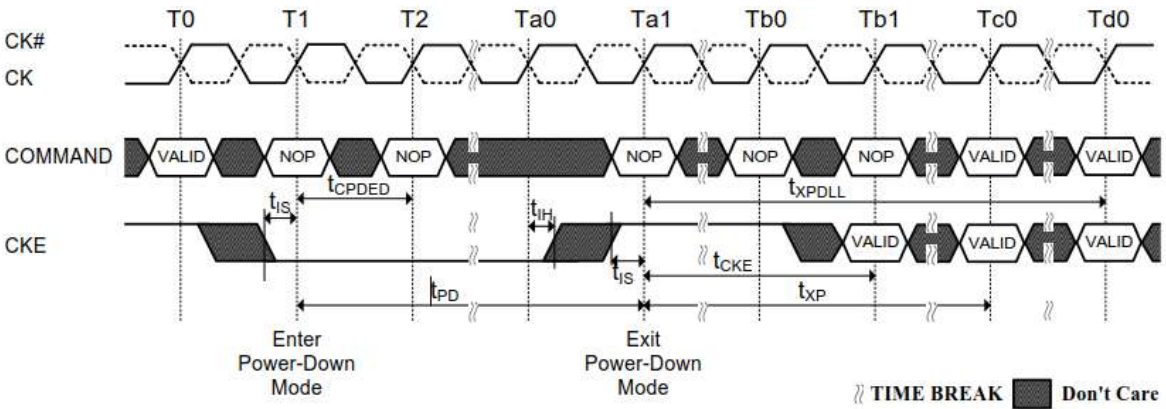 T0 T1 T2 Ta0 Ta1 Tb0 Tb1 Tc0 Td0
CK#
CK
COMMAND VALID NOP NOP NOP NOP NOP VALID VALID
tCPDED tXPDLL
tIS tIH
CKE VALID VALID VALID
tIS tCKE
tPD tXP
Enter
Power-Down
Mode
Exit
Power-Down
Mode
TIME BREAK Don't Care